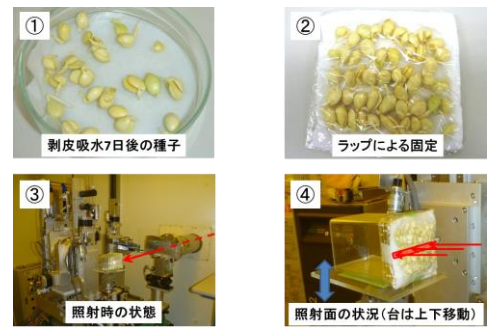 ①
剥皮吸水7日後の種子
②
ラップによる固定
③
照射時の状態
④
照射面の状況(台は上下移動)